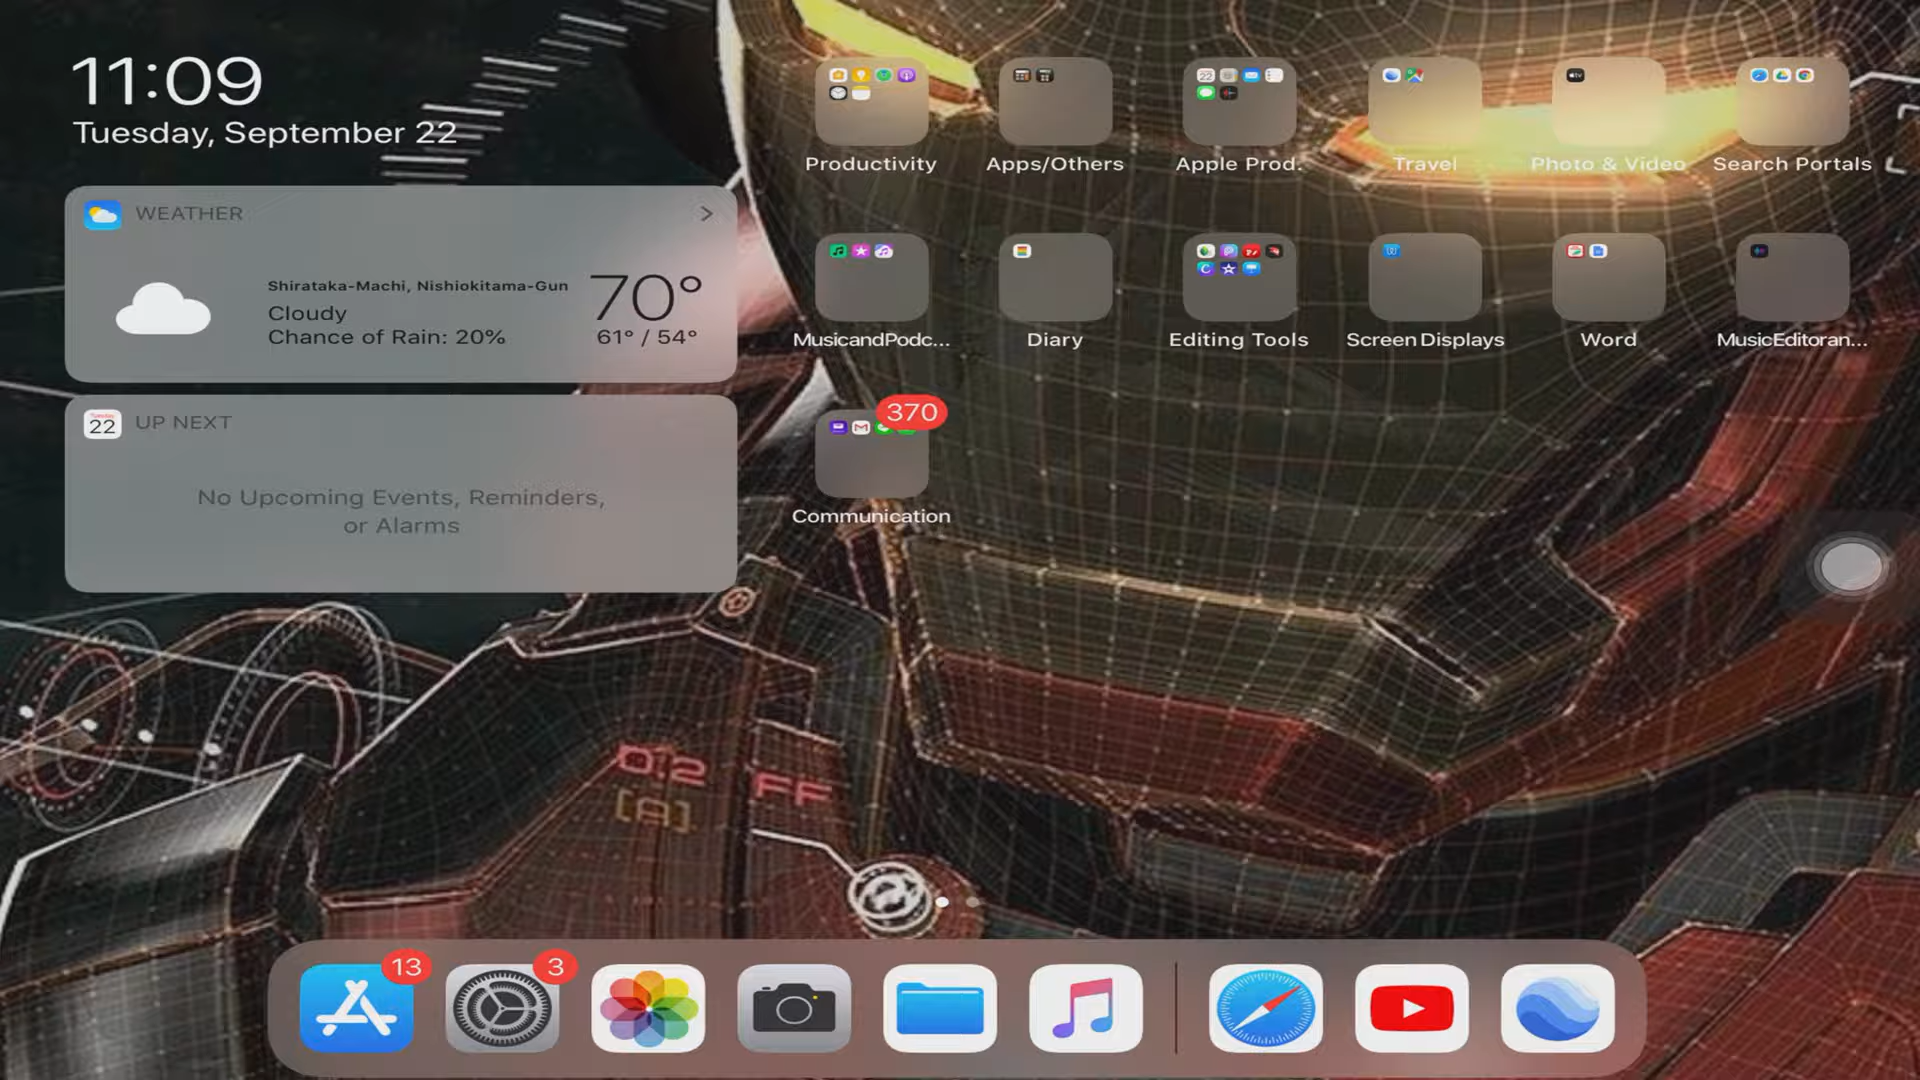 11:09
Tuesday, September 22
WEATHER
Shirataka-Machi, Nishiokitama-Gun
Cloudy
Chance of Rain: 20%
70°
61° / 54°
22
UP NEXT
No Upcoming Events, Reminders,
or Alarms
22
Productivity
Apps/Others
Apple Prod.
Travel
Photo & Video
Search Portals
MusicandPodc...
Diary
Editing Tools
Screen Displays
Word
MusicEditoran...
370
Communication
[A]
FF
13
3